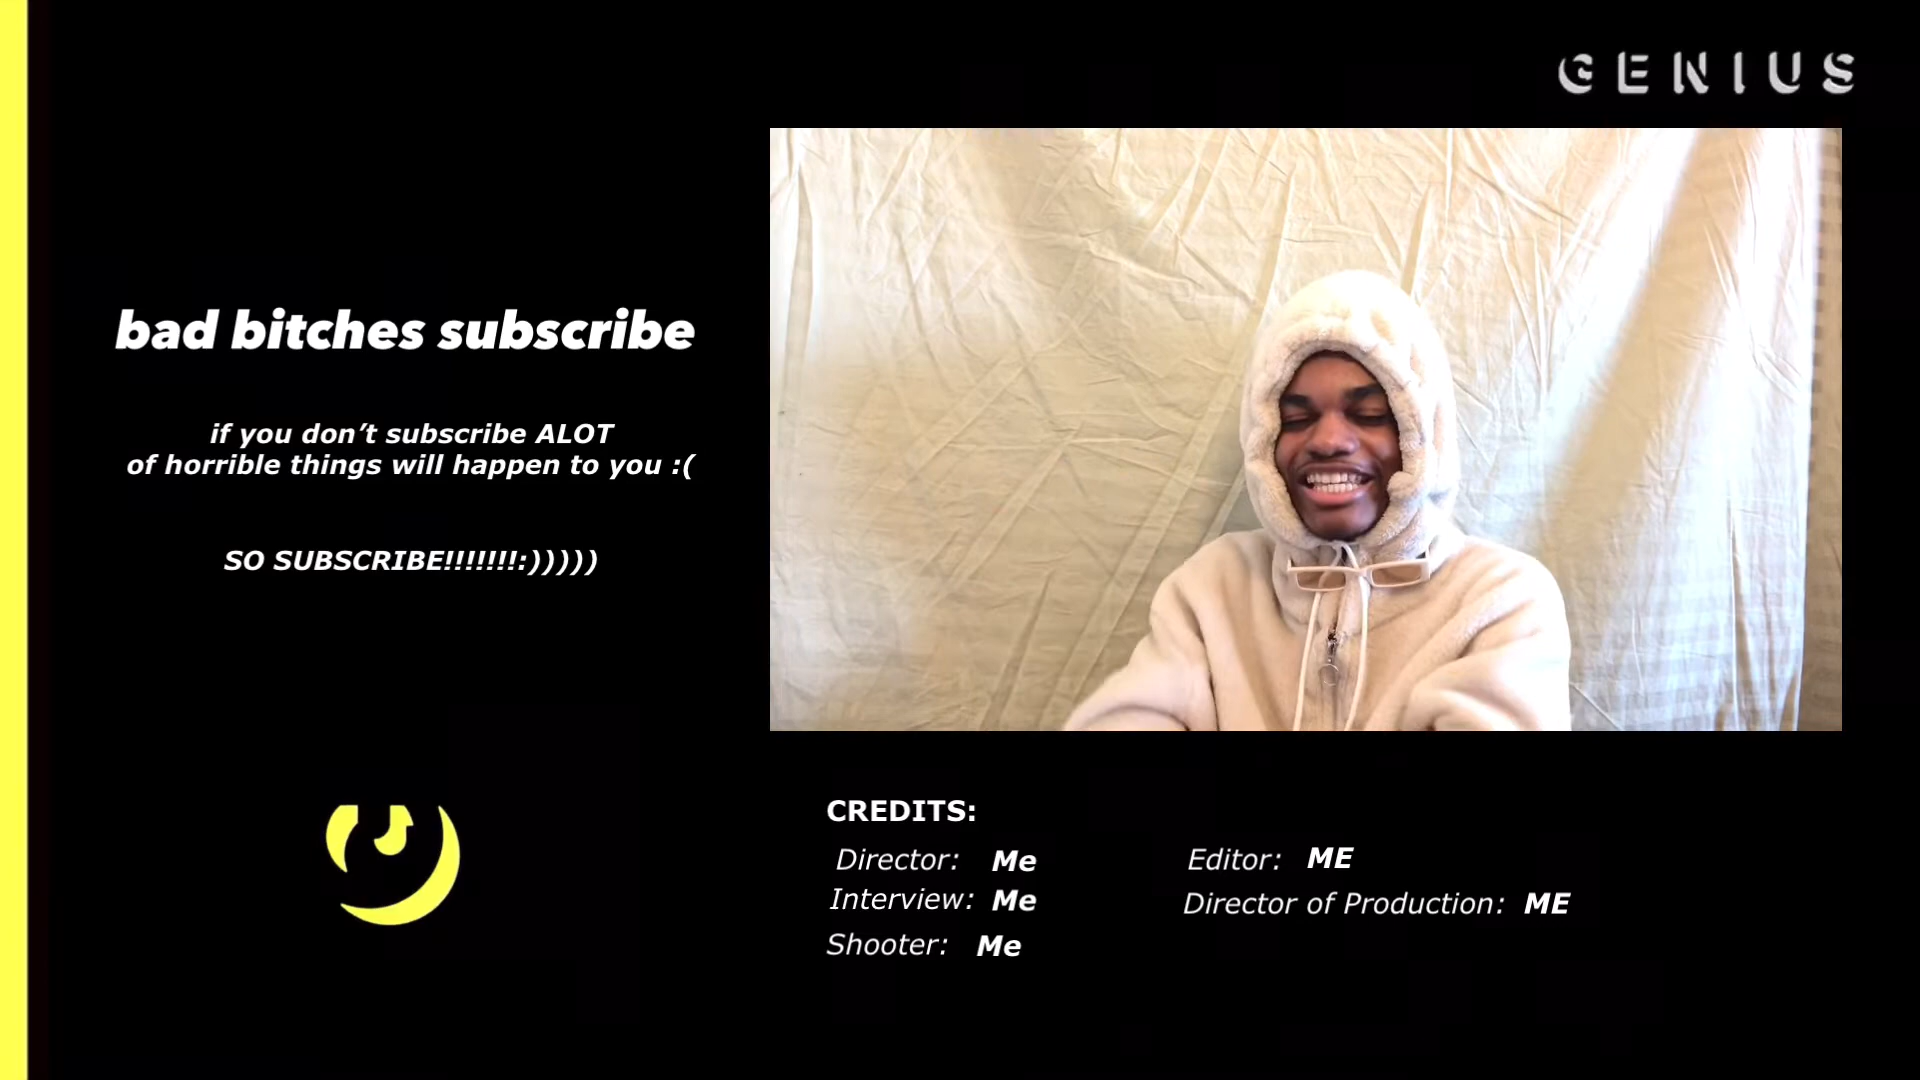 GENIUS
bad bitches subscribe
if you don’t subscribe ALOT
of horrible things will happen to you :(
SO SUBSCRIBE!!!!!!!:)))))
CREDITS:
Director: Me
Interview: Me
Shooter: Me
Editor: ME
Director of Production: ME